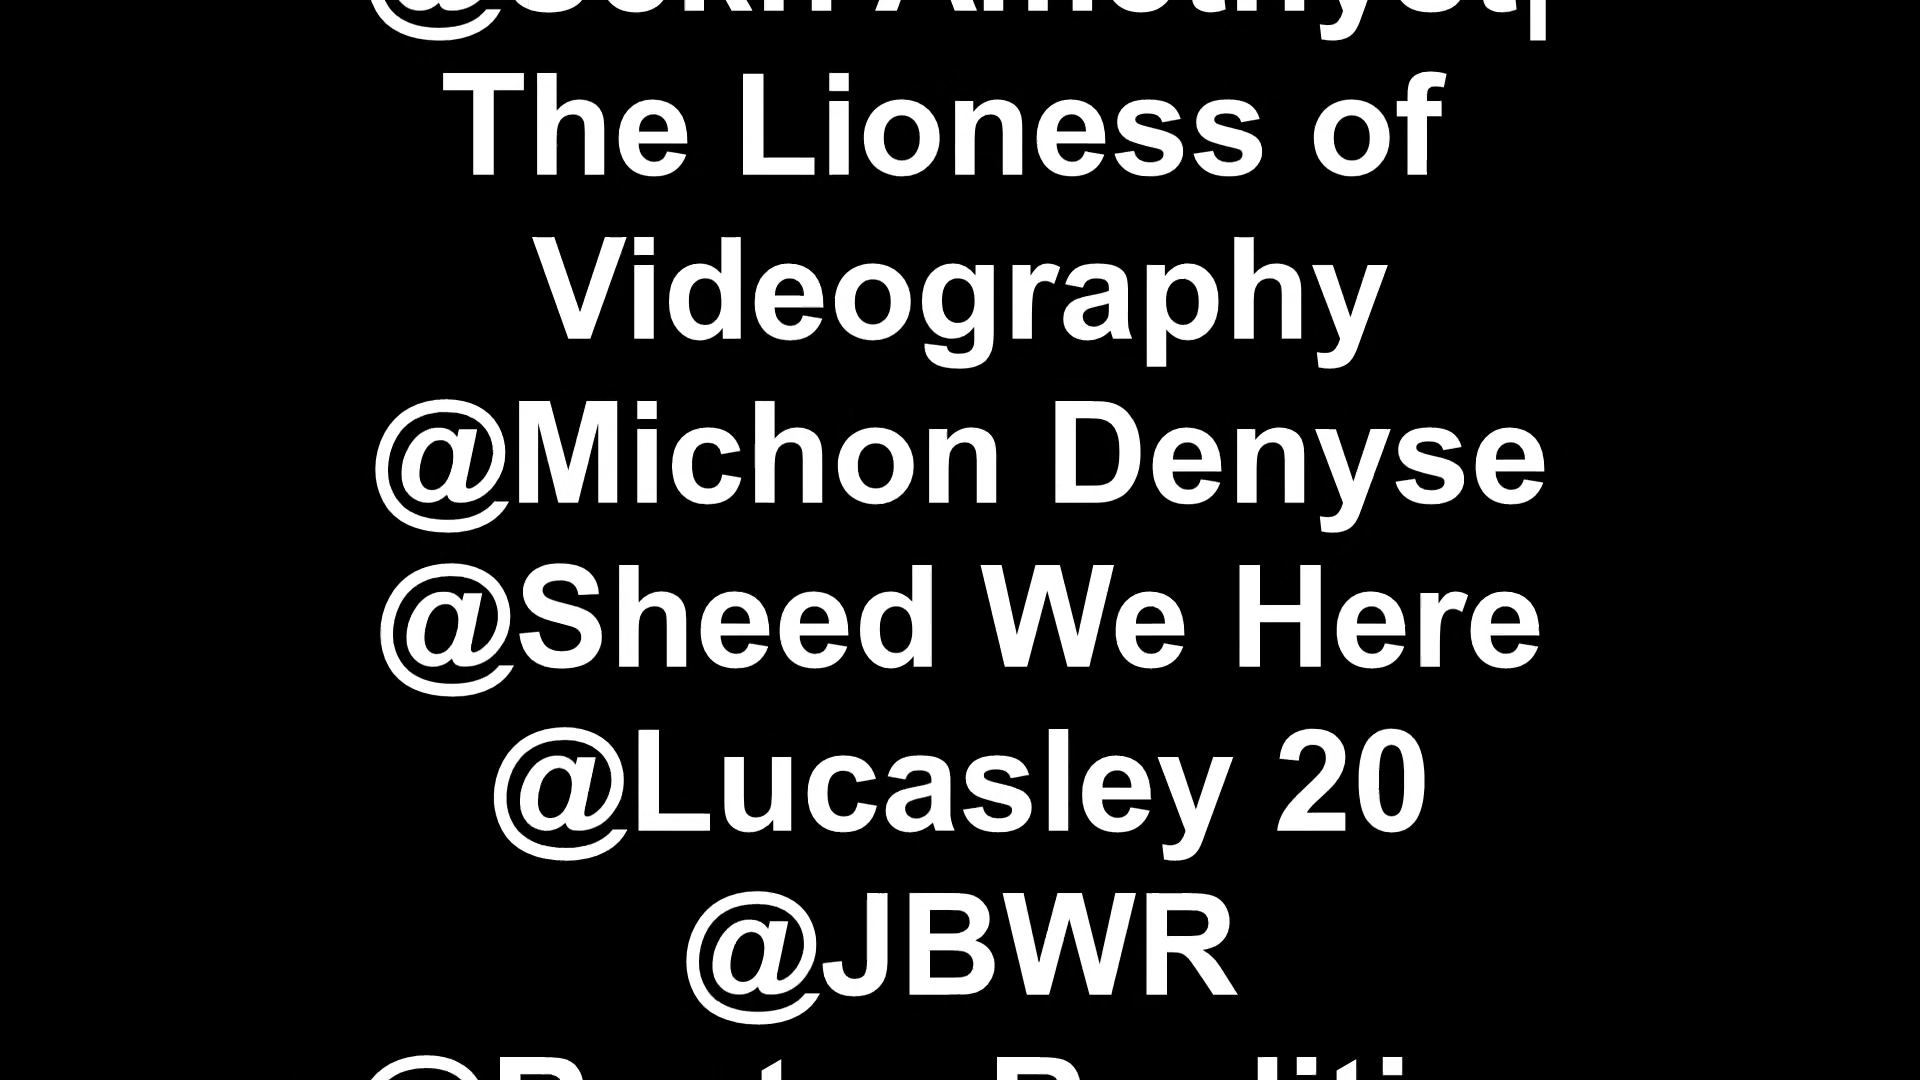 The Lioness of
Videography
@Michon Denyse
@Sheed We Here
@Lucasley 20
@JBWR